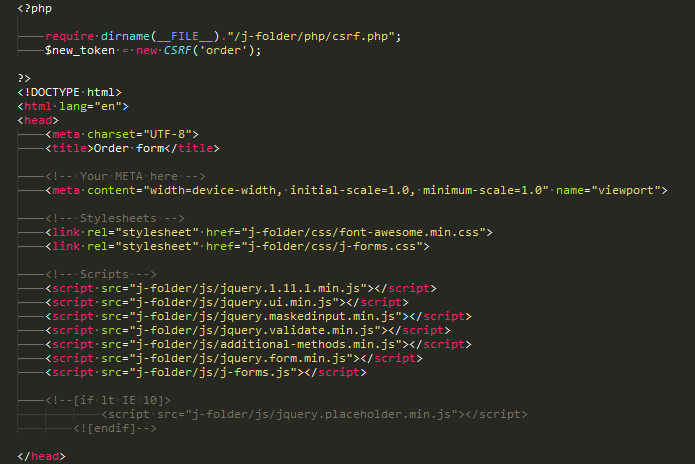 <?php
require dirname(__FILE__)."/j-folder/php/csrf.php";
$new_token = new CSRF('order');
?>
<!DOCTYPE html>
<html lang="en">
<head>
<meta charset="UTF-8">
<title>Order form</title>
<!-- Your META here -->
<meta content="width=device-width, initial-scale=1.0, minimum-scale=1.0" name="viewport">
<!-- Stylesheets -->
<link rel="stylesheet" href="j-folder/css/font-awesome.min.css">
<link rel="stylesheet" href="j-folder/css/j-forms.css">
<!-- Scripts -->
<script src="j-folder/js/jquery.1.11.1.min.js"></script>
<script src="j-folder/js/jquery.ui.min.js"></script>
<script src="j-folder/js/jquery.maskedinput.min.js"></script>
<script src="j-folder/js/jquery.validate.min.js"></script>
<script src="j-folder/js/additional-methods.min.js"></script>
<script src="j-folder/js/jquery.form.min.js"></script>
<script src="j-folder/js/j-forms.js"></script>
<!--[if lt IE 10]>
<script src="j-folder/js/jquery.placeholder.min.js"></script>
<![endif]-->
</head>